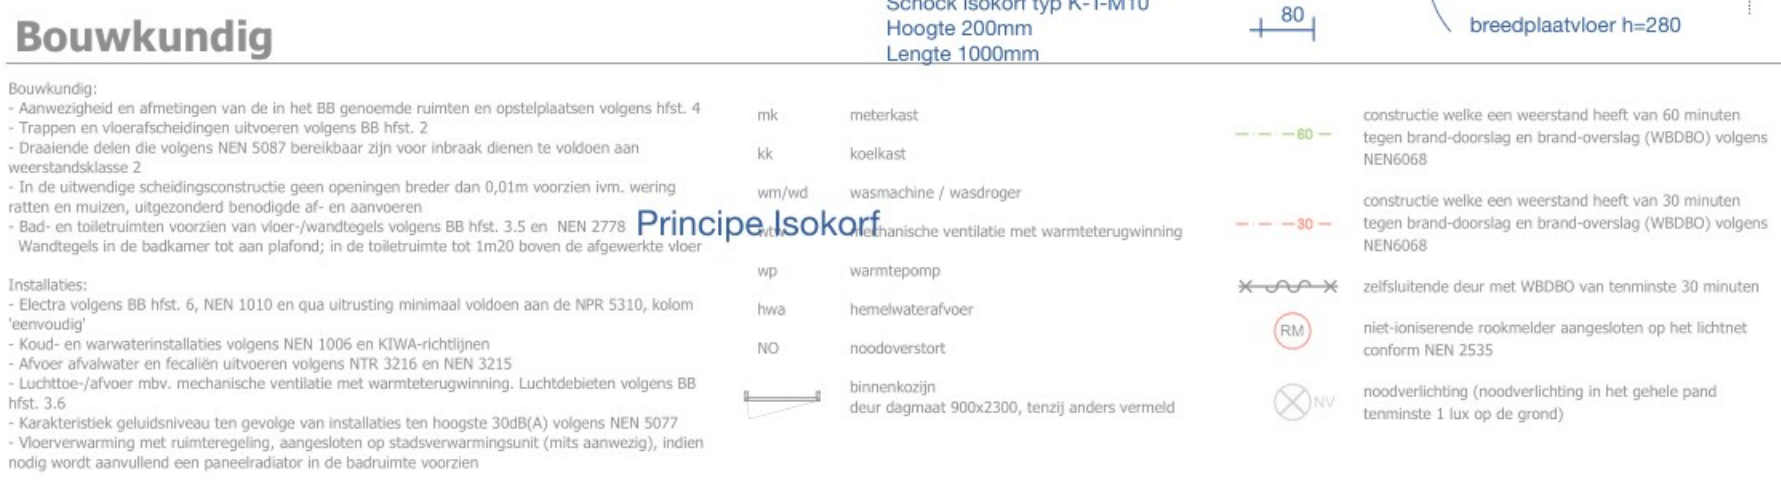 Schöck Isokorf typ K-T-M10
Hoogte 200mm
Lengte 1000mm
80
breedplaatvloer h=280
Bouwkundig
Bouwkundig:
- Aanwezigheid en afmetingen van de in het BB genoemde ruimten en opstelplaatsen volgens hfst. 4
- Trappen en vloerafscheidingen uitvoeren volgens BB hfst. 2
- Draaiende delen die volgens NEN 5087 bereikbaar zijn voor inbraak dienen te voldoen aan
weerstandsklasse 2
- In de uitwendige scheidingsconstructie geen openingen breder dan 0,01m voorzien ivm. wering
ratten en muizen, uitgezonderd benodigde af- en aanvoeren
- Bad- en toiletruimten voorzien van vloer-/wandtegels volgens BB hfst. 3.5 en NEN 2778
Wandtegels in de badkamer tot aan plafond; in de toiletruimte tot 1m20 boven de afgewerkte vloer
Installaties:
- Electra volgens BB hfst. 6, NEN 1010 en qua uitrusting minimaal voldoen aan de NPR 5310, kolom
'eenvoudig'
- Koud- en warwaterinstallaties volgens NEN 1006 en KIWA-richtlijnen
- Afvoer afvalwater en fecaliën uitvoeren volgens NTR 3216 en NEN 3215
- Luchttoe-/afvoer mbv. mechanische ventilatie met warmteterugwinning. Luchtdebieten volgens BB
hfst. 3.6
- Karakteristiek geluidsniveau ten gevolge van installaties ten hoogste 30dB(A) volgens NEN 5077
- Vloerverwarming met ruimteregeling, aangesloten op stadsverwarmingsunit (mits aanwezig), indien
nodig wordt aanvullend een paneelradiator in de badruimte voorzien
Principe Isokorf
mk meterkast
kk koelkast
wm/wd wasmachine / wasdroger
wtw mechanische ventilatie met warmteterugwinning
wp warmtepomp
hwa hemelwaterafvoer
NO noodoverstort
binnenkozijn
deur dagmaat 900x2300, tenzij anders vermeld
60 constructie welke een weerstand heeft van 60 minuten
tegen brand-doorslag en brand-overslag (WBDBO) volgens
NEN6068
30 constructie welke een weerstand heeft van 30 minuten
tegen brand-doorslag en brand-overslag (WBDBO) volgens
NEN6068
zelfsluitende deur met WBDBO van tenminste 30 minuten
RM niet-ioniserende rookmelder aangesloten op het lichtnet
conform NEN 2535
NV noodverlichting (noodverlichting in het gehele pand
tenminste 1 lux op de grond)